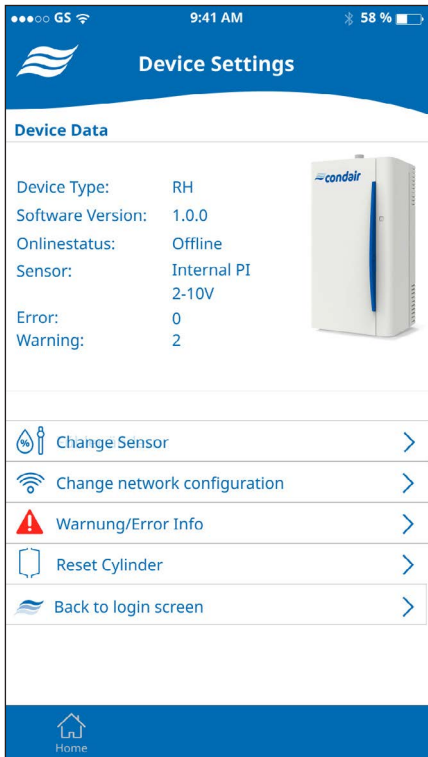 GS 9:41 AM 58 %
Device Settings
Device Data
condair
Device Type: RH
Software Version: 1.0.0
Onlinestatus: Offline
Sensor: Internal PI
2-10V
Error: 0
Warning: 2
% Change Sensor
Change network configuration
Warnung/Error Info
Reset Cylinder
Back to login screen
Home